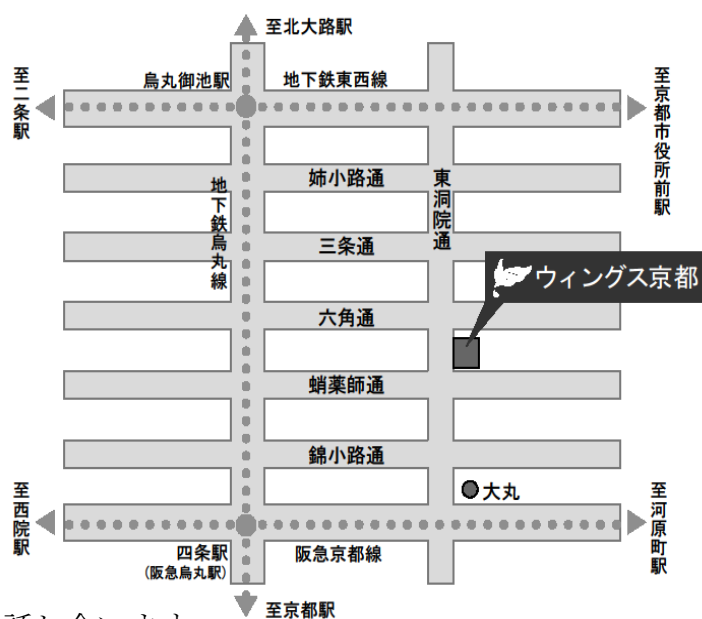 至北大路駅
烏丸御池駅
地下鉄東西線
至二条駅
至京都市役所前駅
姉小路通
地下鉄烏丸線
東洞院通
三条通
ウィングス京都
六角通
蛸薬師通
錦小路通
大丸
至西院駅
至河原町駅
四条駅
(阪急烏丸駅)
阪急京都線
至京都駅